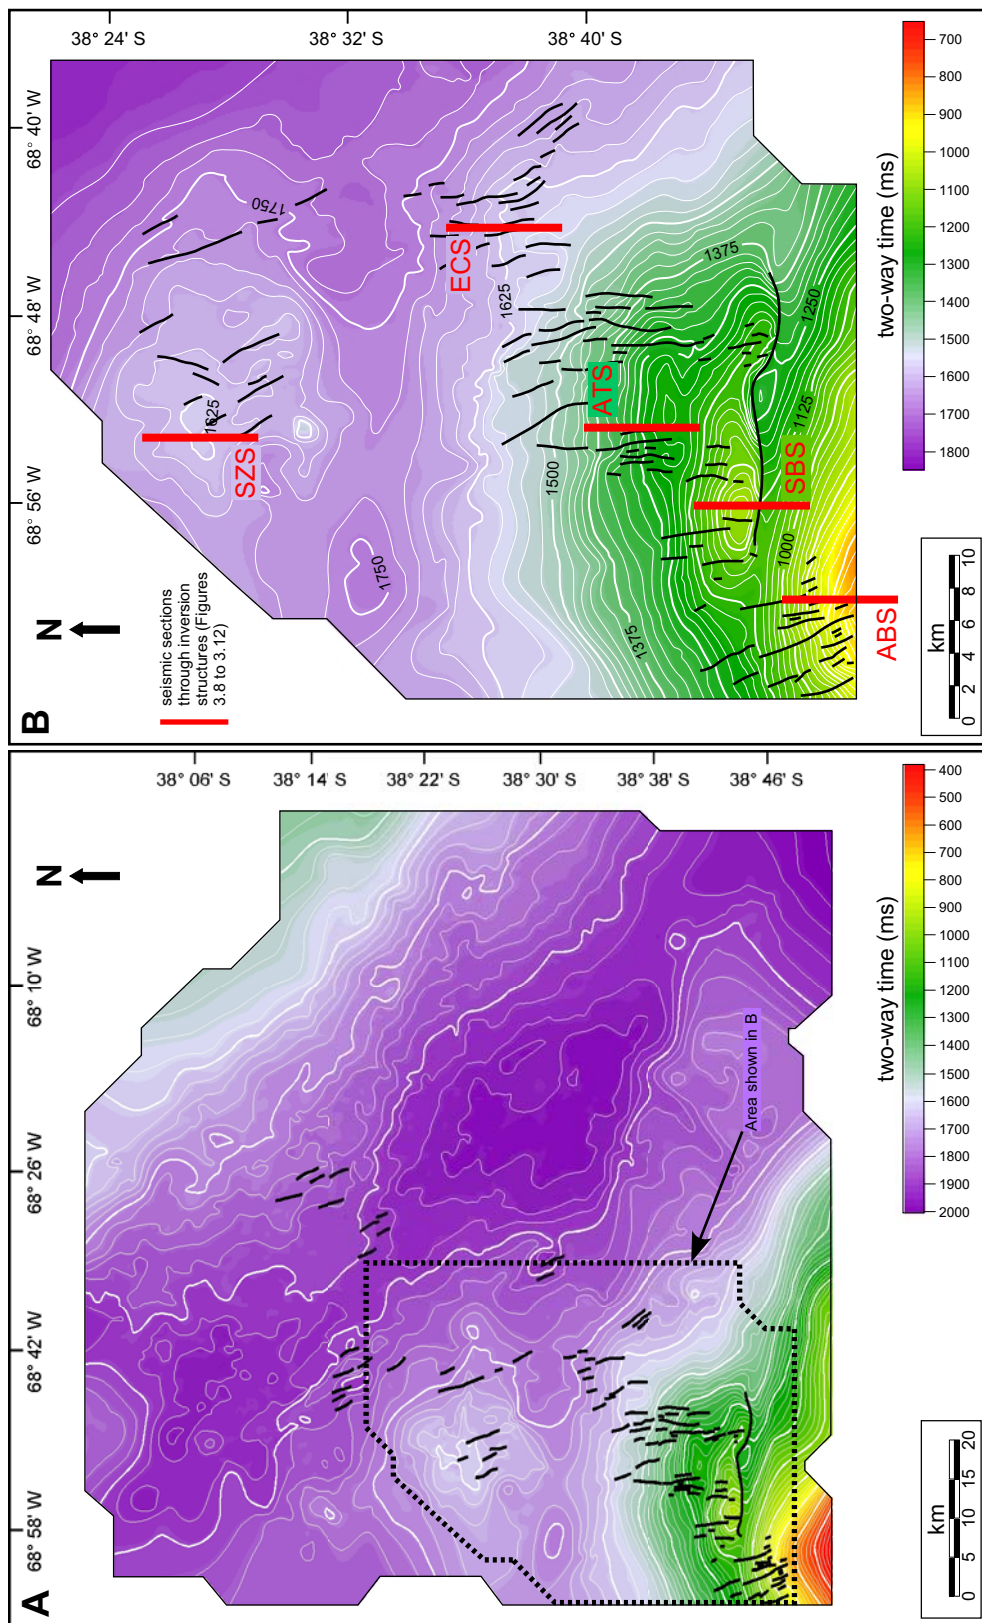 A
68° 58' W
68° 42' W
68° 26' W
68° 10' W
N
38° 06' S
38° 14' S
38° 22' S
38° 30' S
38° 38' S
38° 46' S
Area shown in B
km
0 5 10 15 20
two-way time (ms)
2000 1900 1800 1700 1600 1500 1400 1300 1200 1100 1000 900 800 700 600 500 400
B
N
seismic sections
through inversion
structures (Figures
3.8 to 3.12)
68° 56' W
68° 48' W
68° 40' W
38° 24' S
38° 32' S
38° 40' S
SZS
1625
1750
1750
ECS
1625
1500
ATS
1375
1375
SBS
1250
1125
1000
ABS
km
0 2 4 6 8 10
two-way time (ms)
1800 1700 1600 1500 1400 1300 1200 1100 1000 900 800 700